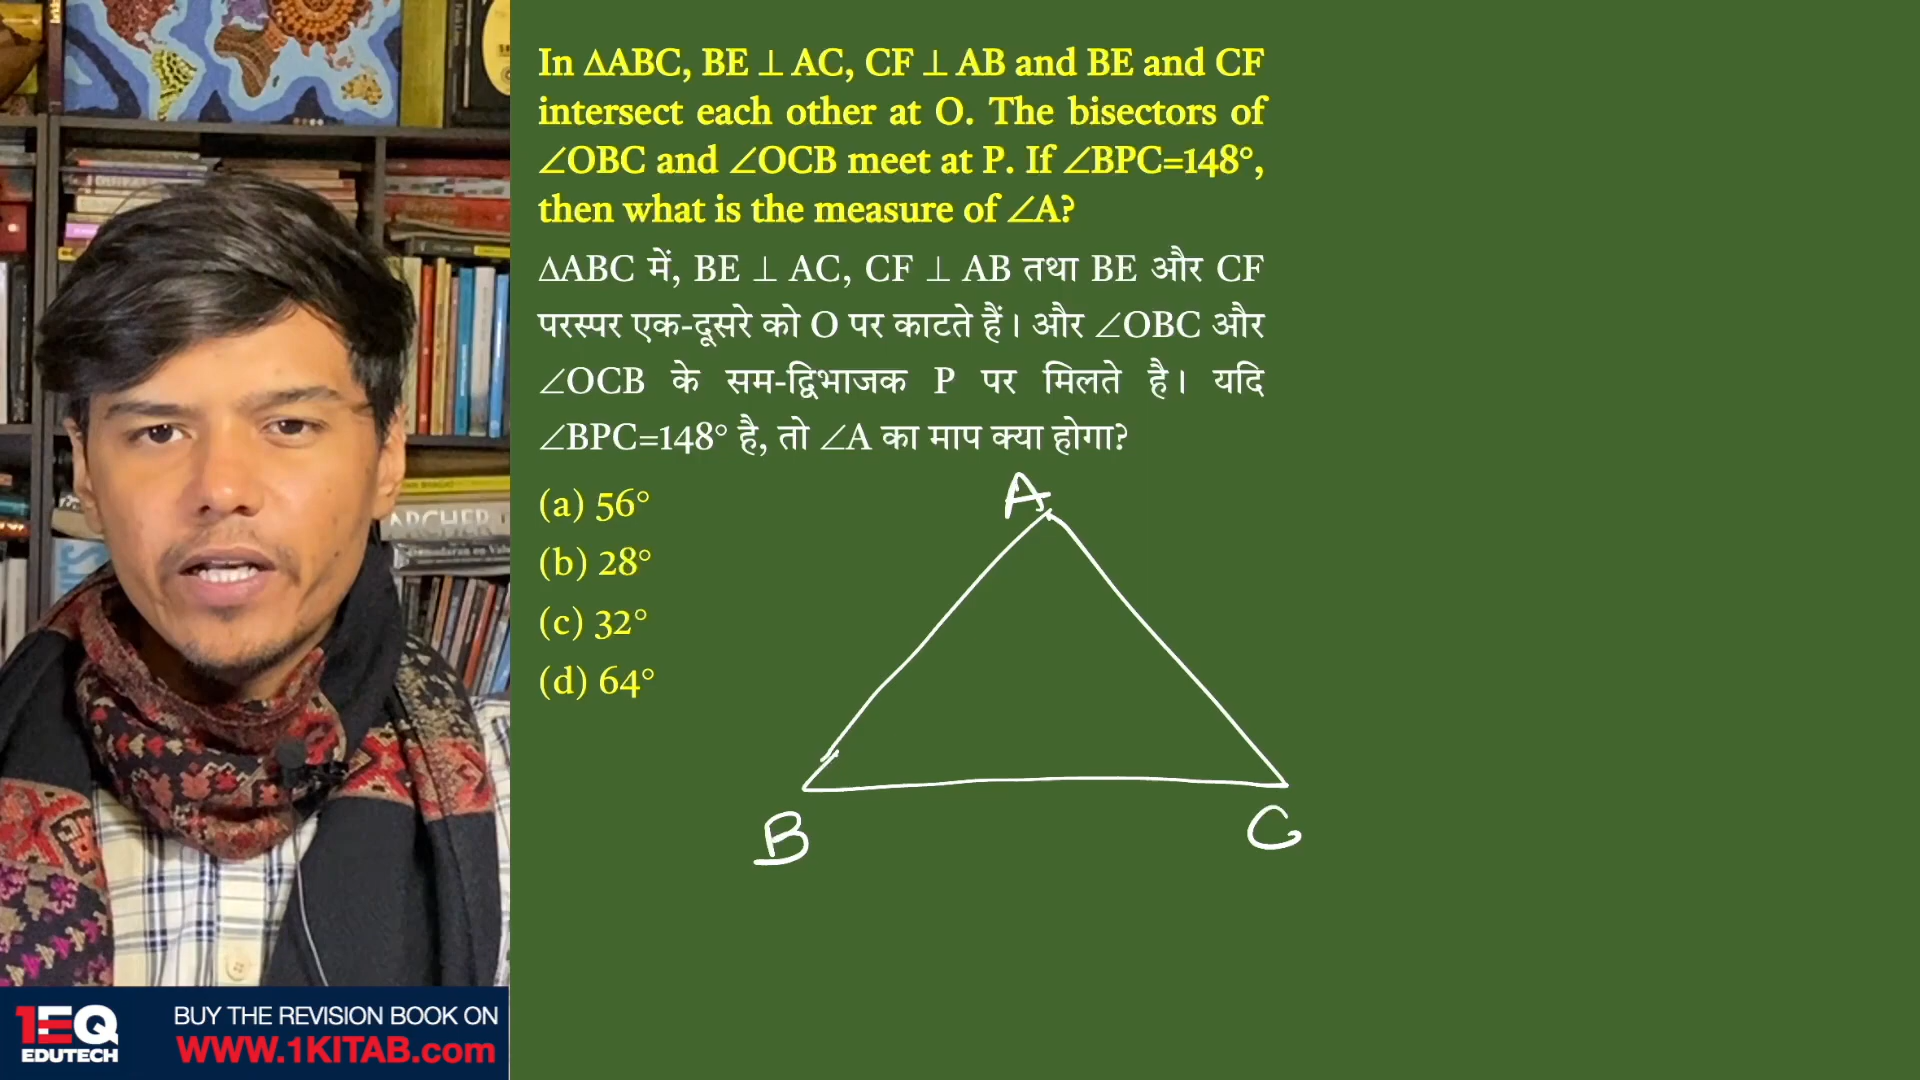 In ΔABC, BE ⊥ AC, CF ⊥ AB and BE and CF
intersect each other at O. The bisectors of
∠OBC and ∠OCB meet at P. If ∠BPC=148°,
then what is the measure of ∠A?
ΔABC में, BE ⊥ AC, CF ⊥ AB तथा BE और CF
परस्पर एक-दूसरे को O पर काटते हैं। और ∠OBC और
∠OCB के सम-द्विभाजक P पर मिलते है। यदि
∠BPC=148° है, तो ∠A का माप क्या होगा?
(a) 56°
(b) 28°
(c) 32°
(d) 64°
A
B
C
ARCHER
1EQ
EDUTECH
BUY THE REVISION BOOK ON
WWW.1KITAB.com